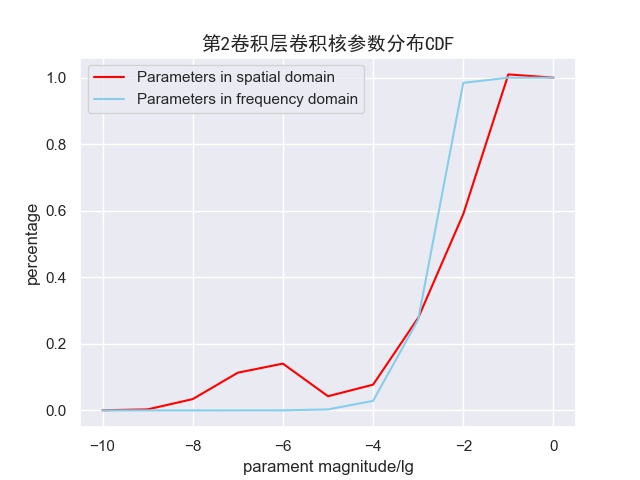 第2卷积层卷积核参数分布CDF
Parameters in spatial domain
Parameters in frequency domain
percentage
1.0
0.8
0.6
0.4
0.2
0.0
−10
−8
−6
−4
−2
0
parament magnitude/lg